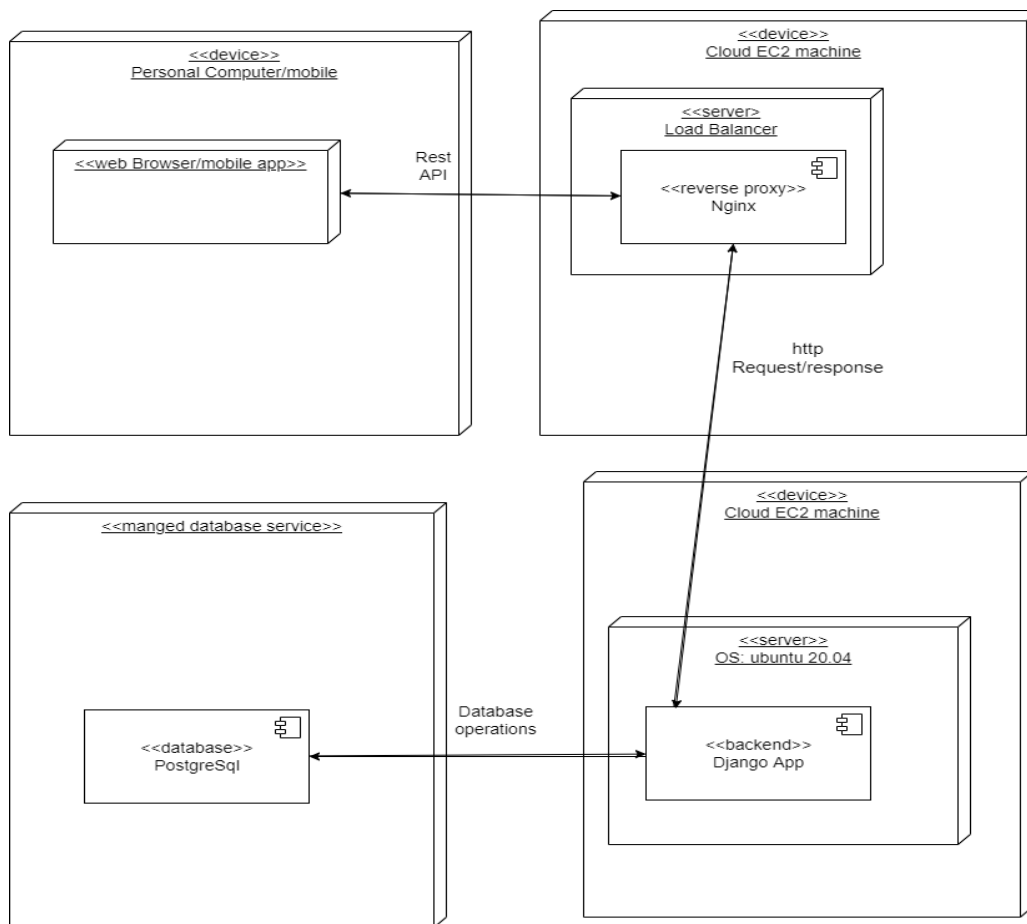 <<device>>
Personal Computer/mobile
<<web Browser/mobile app>>
Rest
API
<<device>>
Cloud EC2 machine
<<server>
Load Balancer
<<reverse proxy>>
Nginx
http
Request/response
<<manged database service>>
<<database>>
PostgreSql
Database
operations
<<device>>
Cloud EC2 machine
<<server>>
OS: ubuntu 20.04
<<backend>>
Django App